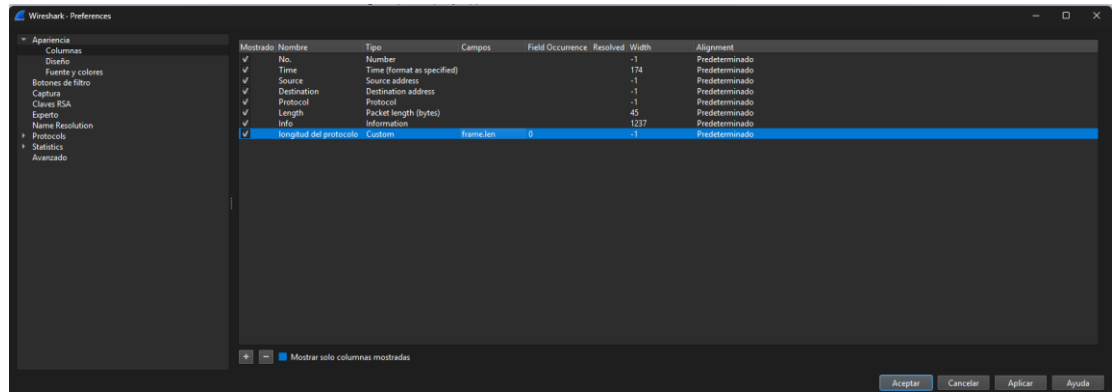 Wireshark · Preferences
Apariencia
Columnas
Diseño
Fuente y colores
Botones de filtro
Captura
Claves RSA
Experto
Name Resolution
Protocols
Statistics
Avanzado
Mostrado Nombre Tipo Campos Field Occurrence Resolved Width Alignment
No. Number -1 Predeterminado
Time Time (format as specified) 174 Predeterminado
Source Source address -1 Predeterminado
Destination Destination address -1 Predeterminado
Protocol Protocol -1 Predeterminado
Length Packet length (bytes) 45 Predeterminado
Info Information 1237 Predeterminado
longitud del protocolo Custom frame.len 0 -1 Predeterminado
Mostrar solo columnas mostradas
Aceptar Cancelar Aplicar Ayuda